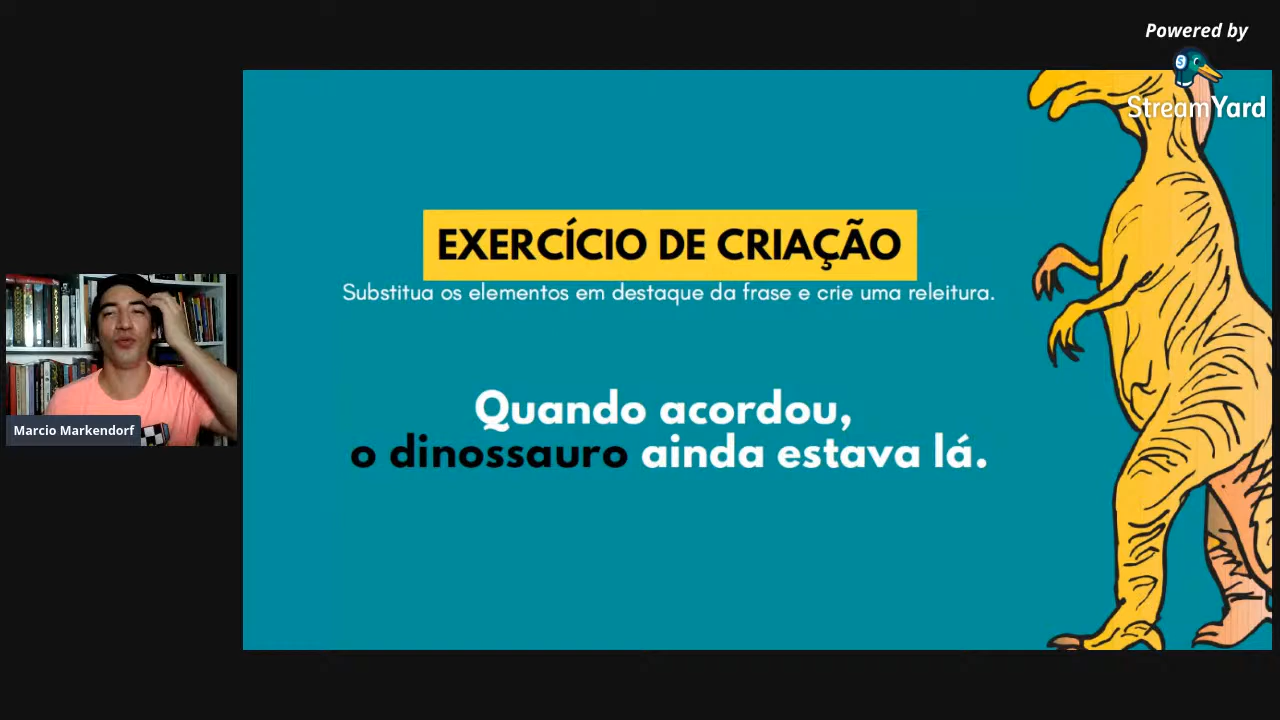 Powered by
StreamYard
EXERCÍCIO DE CRIAÇÃO
Substitua os elementos em destaque da frase e crie uma releitura.
Quando acordou,
o dinossauro ainda estava lá.
Marcio Markendorf